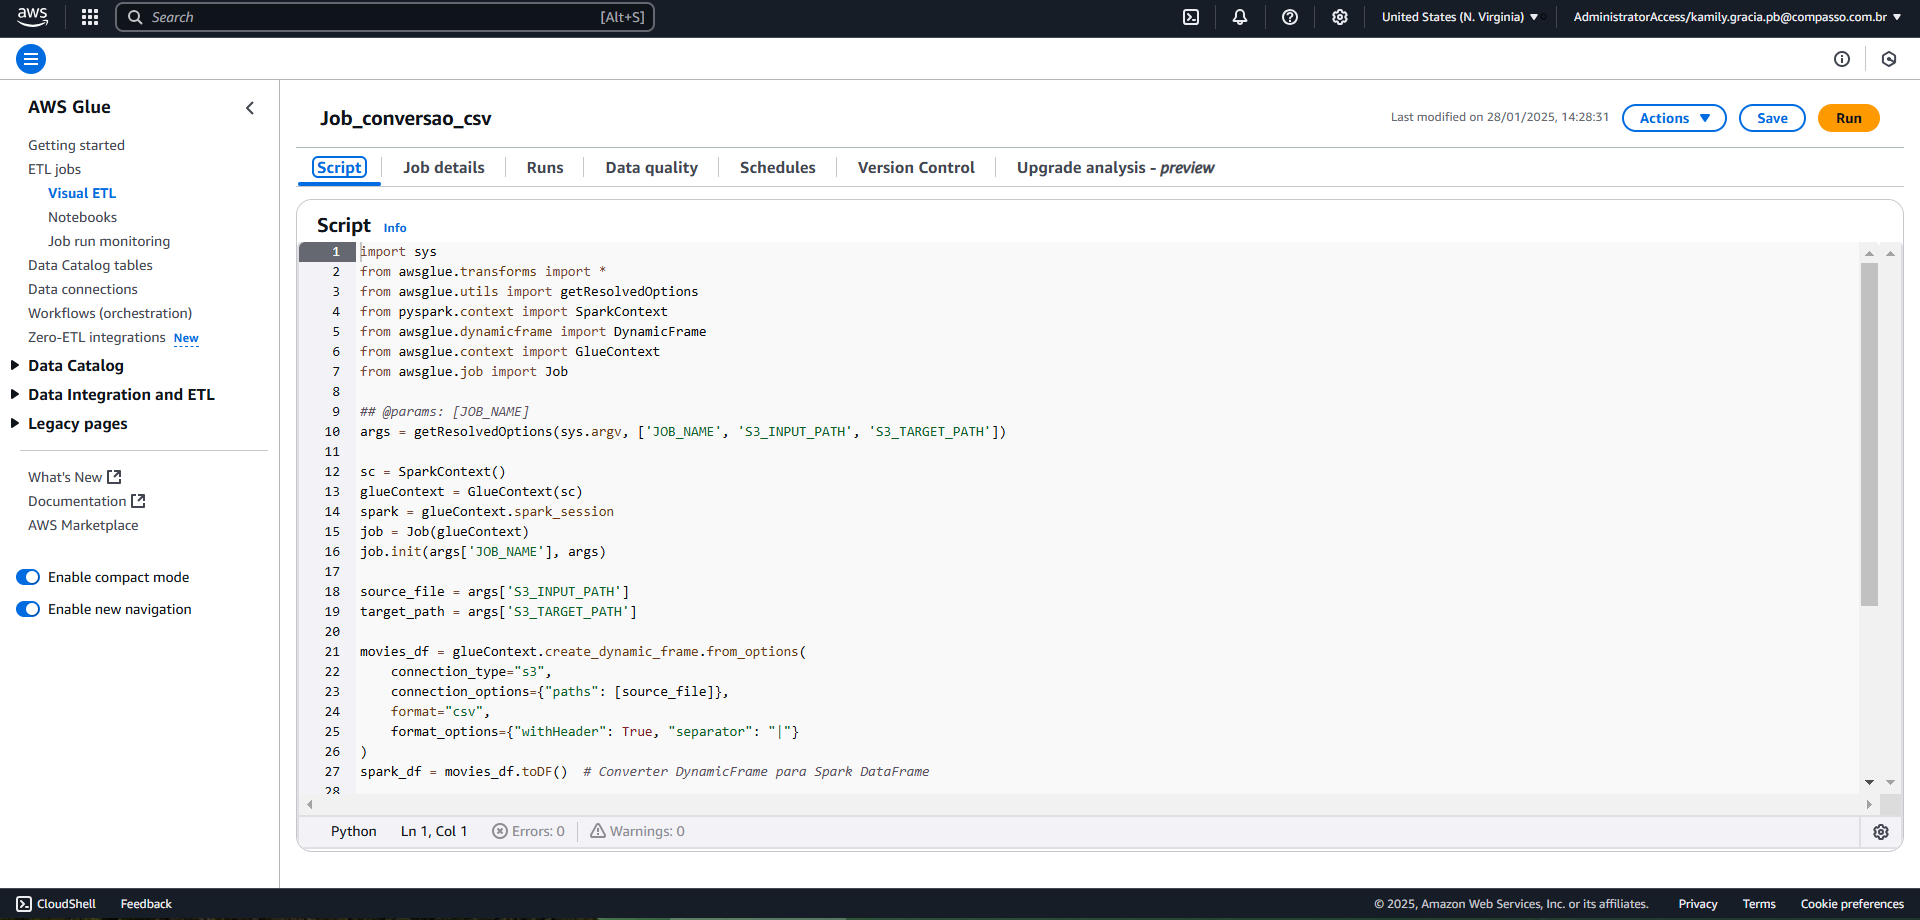 aws
Search [Alt+S]
United States (N. Virginia)
AdministratorAccess/kamily.gracia.pb@compasso.com.br
AWS Glue
Getting started
ETL jobs
Visual ETL
Notebooks
Job run monitoring
Data Catalog tables
Data connections
Workflows (orchestration)
Zero-ETL integrations New
Data Catalog
Data Integration and ETL
Legacy pages
What's New
Documentation
AWS Marketplace
Enable compact mode
Enable new navigation
Job_conversao_csv
Last modified on 28/01/2025, 14:28:31
Actions
Save
Run
Script
Job details
Runs
Data quality
Schedules
Version Control
Upgrade analysis - preview
Script Info
1 import sys
2 from awsglue.transforms import *
3 from awsglue.utils import getResolvedOptions
4 from pyspark.context import SparkContext
5 from awsglue.dynamicframe import DynamicFrame
6 from awsglue.context import GlueContext
7 from awsglue.job import Job
8
9 ## @params: [JOB_NAME]
10 args = getResolvedOptions(sys.argv, ['JOB_NAME', 'S3_INPUT_PATH', 'S3_TARGET_PATH'])
11
12 sc = SparkContext()
13 glueContext = GlueContext(sc)
14 spark = glueContext.spark_session
15 job = Job(glueContext)
16 job.init(args['JOB_NAME'], args)
17
18 source_file = args['S3_INPUT_PATH']
19 target_path = args['S3_TARGET_PATH']
20
21 movies_df = glueContext.create_dynamic_frame.from_options(
22 connection_type="s3",
23 connection_options={"paths": [source_file]},
24 format="csv",
25 format_options={"withHeader": True, "separator": "|"}
26 )
27 spark_df = movies_df.toDF() # Converter DynamicFrame para Spark DataFrame
28
Python Ln 1, Col 1 Errors: 0 Warnings: 0
CloudShell Feedback
© 2025, Amazon Web Services, Inc. or its affiliates. Privacy Terms Cookie preferences